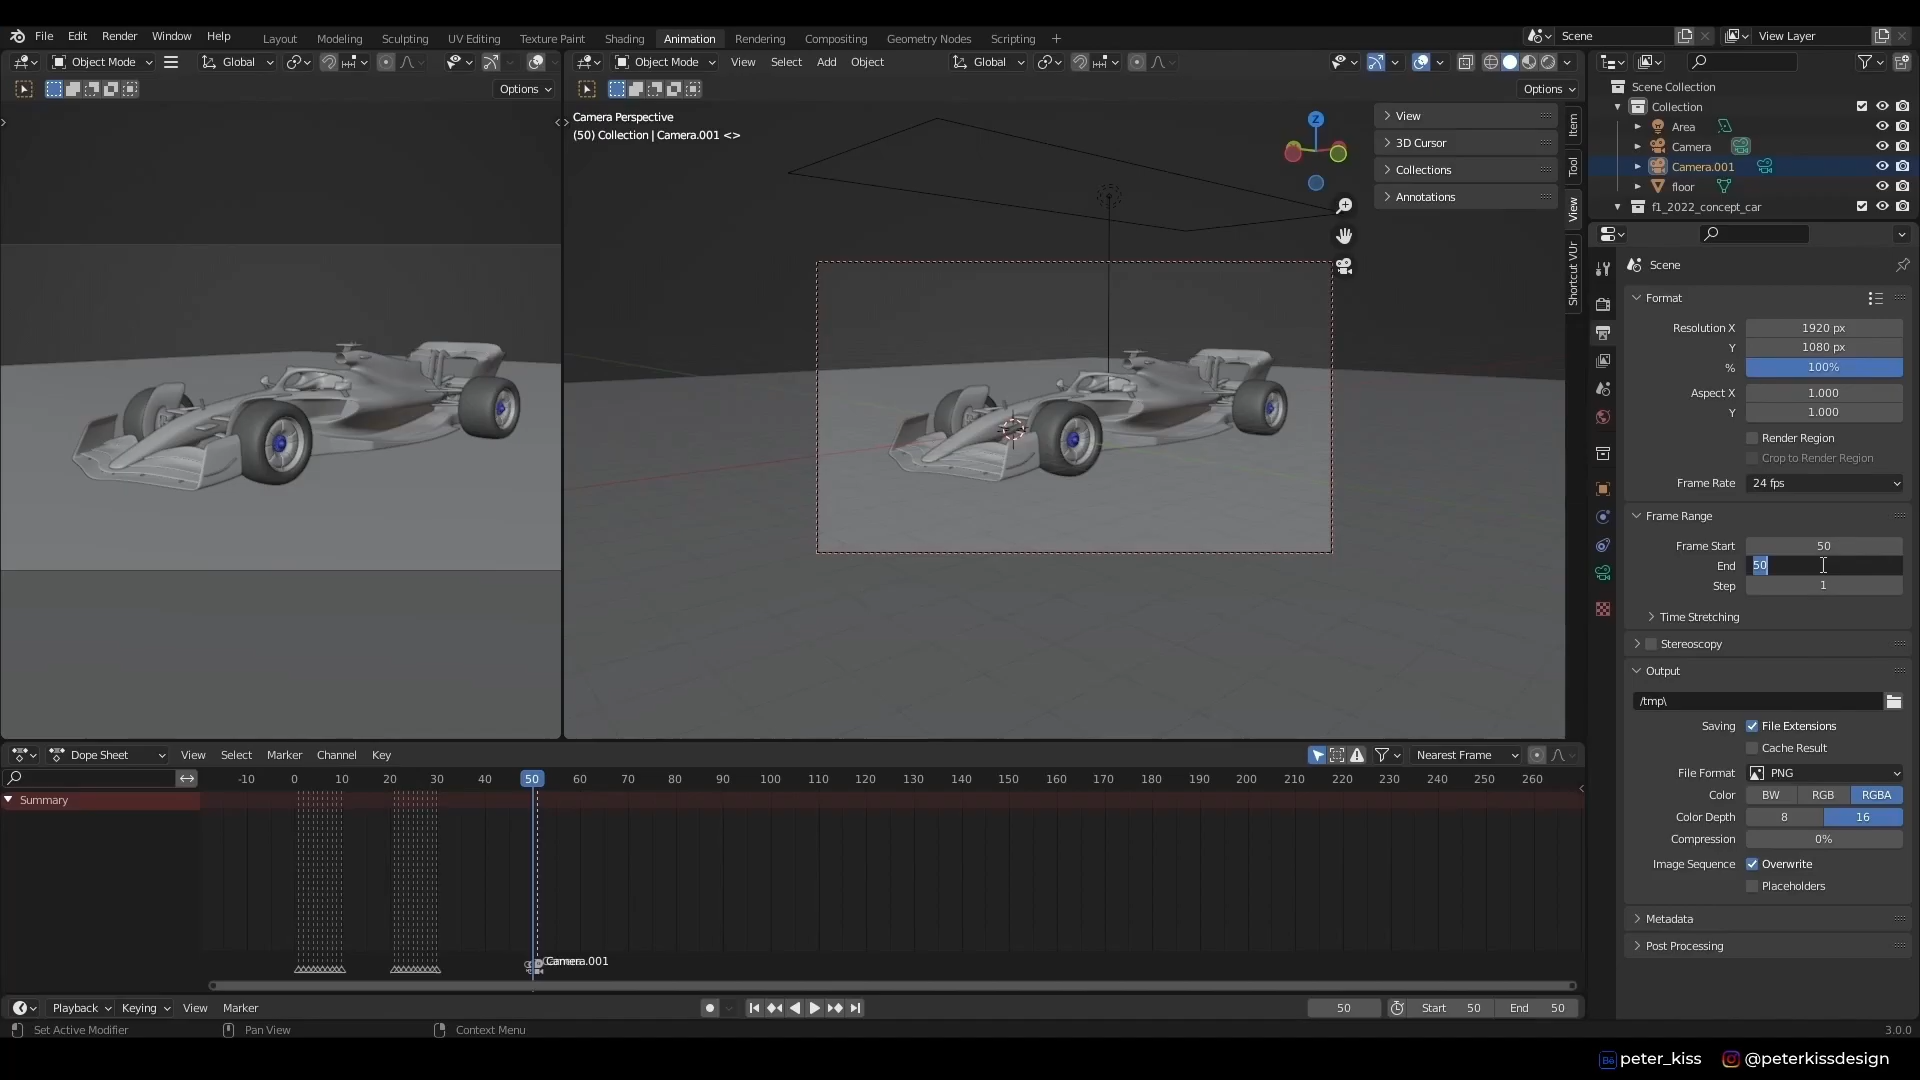 File Edit Render Window Help
Layout Modeling Sculpting UV Editing Texture Paint Shading Animation Rendering Compositing Geometry Nodes Scripting +
Scene
View Layer
Object Mode
Global
Options
Object Mode
View Select Add Object
Global
Options
Camera Perspective
(50) Collection | Camera.001 <>
Z
View
3D Cursor
Collections
Annotations
Item
Tool
View
Shortcut VUr
Scene Collection
Collection
Area
Camera
Camera.001
floor
f1_2022_concept_car
Scene
Format
Resolution X 1920 px
Y 1080 px
% 100%
Aspect X 1.000
Y 1.000
Render Region
Crop to Render Region
Frame Rate 24 fps
Frame Range
Frame Start 50
End 50
Step 1
Time Stretching
Stereoscopy
Output
/tmp\
Saving File Extensions
Cache Result
File Format PNG
Color BW RGB RGBA
Color Depth 8 16
Compression 0%
Image Sequence Overwrite
Placeholders
Metadata
Post Processing
Dope Sheet View Select Marker Channel Key
Nearest Frame
-10 0 10 20 30 40 50 60 70 80 90 100 110 120 130 140 150 160 170 180 190 200 210 220 230 240 250 260
Summary
Camera.001
Playback Keying View Marker
50
Start 50
End 50
Set Active Modifier
Pan View
Context Menu
3.0.0
Bē peter_kiss
@peterkissdesign